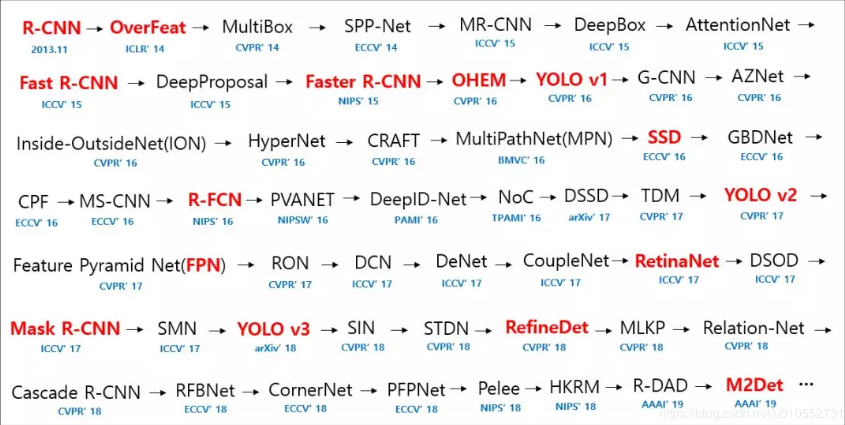 R-CNN → OverFeat → MultiBox → SPP-Net → MR-CNN → DeepBox → AttentionNet →
2013.11 ICLR' 14 CVPR' 14 ECCV' 14 ICCV' 15 ICCV' 15 ICCV' 15
Fast R-CNN → DeepProposal → Faster R-CNN → OHEM → YOLO v1 → G-CNN → AZNet →
ICCV' 15 ICCV' 15 NIPS' 15 CVPR' 16 CVPR' 16 CVPR' 16 CVPR' 16
Inside-OutsideNet(ION) → HyperNet → CRAFT → MultiPathNet(MPN) → SSD → GBDNet →
CVPR' 16 CVPR' 16 CVPR' 16 BMVC' 16 ECCV' 16 ECCV' 16
CPF → MS-CNN → R-FCN → PVANET → DeepID-Net → NoC → DSSD → TDM → YOLO v2 →
ECCV' 16 ECCV' 16 NIPS' 16 NIPSW' 16 PAMI' 16 TPAMI' 16 arXiv' 17 CVPR' 17 CVPR' 17
Feature Pyramid Net(FPN) → RON → DCN → DeNet → CoupleNet → RetinaNet → DSOD →
CVPR' 17 CVPR' 17 ICCV' 17 ICCV' 17 ICCV' 17 ICCV' 17 ICCV' 17
Mask R-CNN → SMN → YOLO v3 → SIN → STDN → RefineDet → MLKP → Relation-Net →
ICCV' 17 ICCV' 17 arXiv' 18 CVPR' 18 CVPR' 18 CVPR' 18 CVPR' 18 CVPR' 18
Cascade R-CNN → RFBNet → CornerNet → PFPNet → Pelee → HKRM → R-DAD → M2Det ···
CVPR' 18 ECCV' 18 ECCV' 18 ECCV' 18 NIPS' 18 NIPS' 18 AAAI' 19 AAAI' 19
https://blog.csdn.net/u010552731